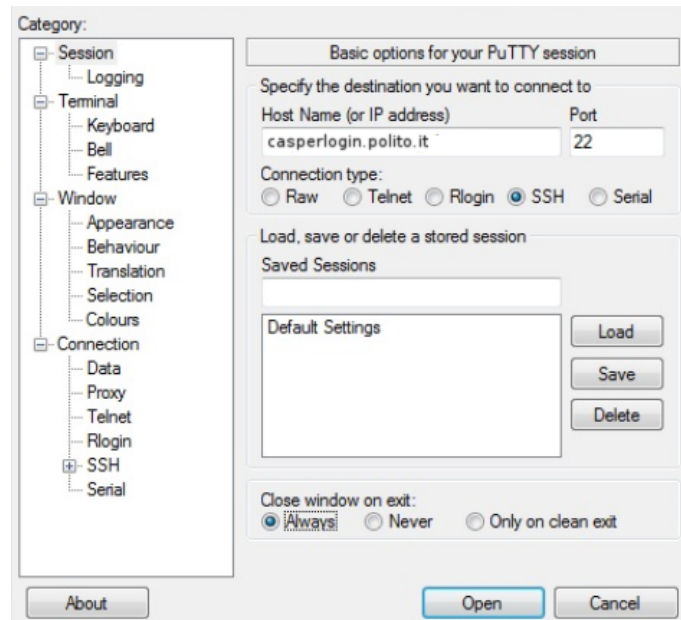 Category:
Session
Logging
Terminal
Keyboard
Bell
Features
Window
Appearance
Behaviour
Translation
Selection
Colours
Connection
Data
Proxy
Telnet
Rlogin
SSH
Serial
Basic options for your PuTTY session
Specify the destination you want to connect to
Host Name (or IP address) Port
casperlogin.polito.it 22
Connection type:
Raw Telnet Rlogin SSH Serial
Load, save or delete a stored session
Saved Sessions
Default Settings
Load
Save
Delete
Close window on exit:
Always Never Only on clean exit
About Open Cancel